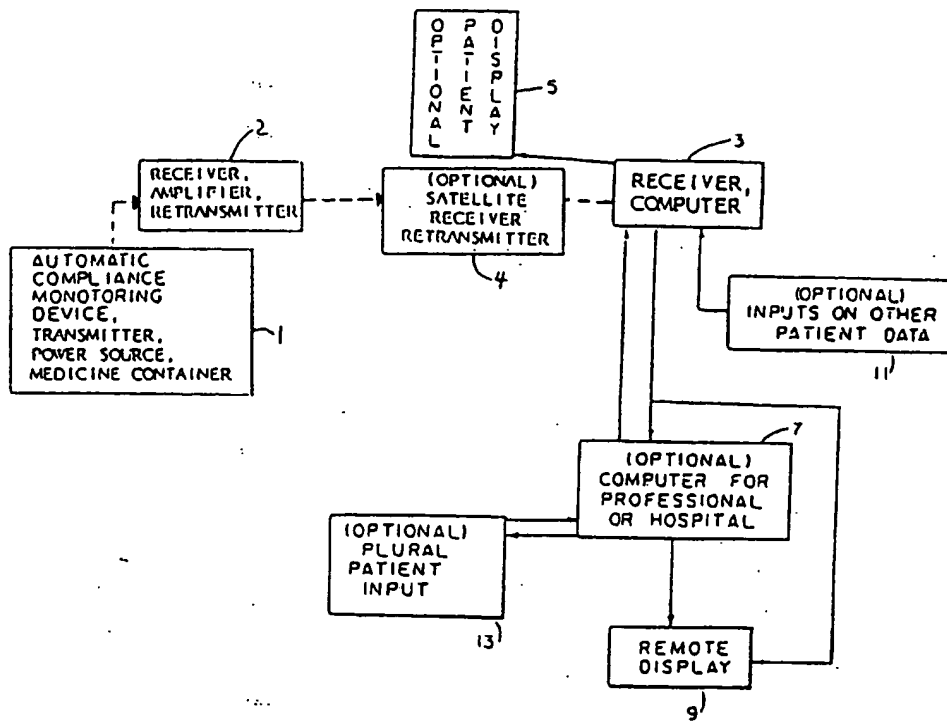 OPTIONAL
PATIENT
DISPLAY
5
2
RECEIVER,
AMPLIFIER,
RETRANSMITTER
(OPTIONAL)
SATELLITE
RECEIVER
RETRANSMITTER
4
3
RECEIVER,
COMPUTER
AUTOMATIC
COMPLIANCE
MONOTORING
DEVICE,
TRANSMITTER,
POWER SOURCE,
MEDICINE CONTAINER
1
(OPTIONAL)
INPUTS ON OTHER
PATIENT DATA
11
7
(OPTIONAL)
COMPUTER FOR
PROFESSIONAL
OR HOSPITAL
(OPTIONAL)
PLURAL
PATIENT
INPUT
13
REMOTE
DISPLAY
9